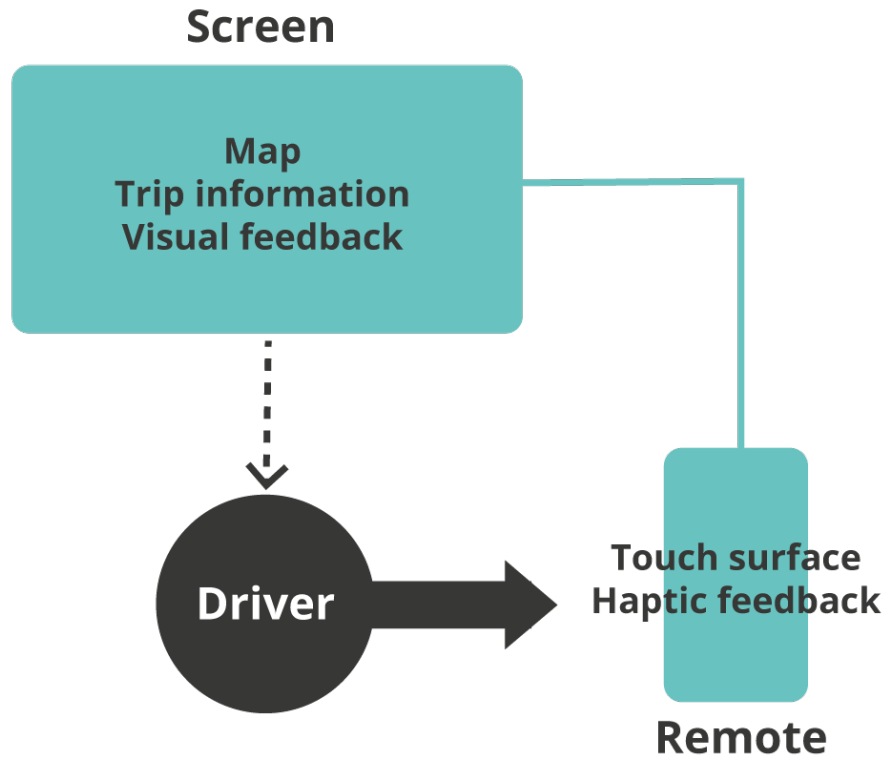 Screen
Map
Trip information
Visual feedback
Driver
Touch surface
Haptic feedback
Remote